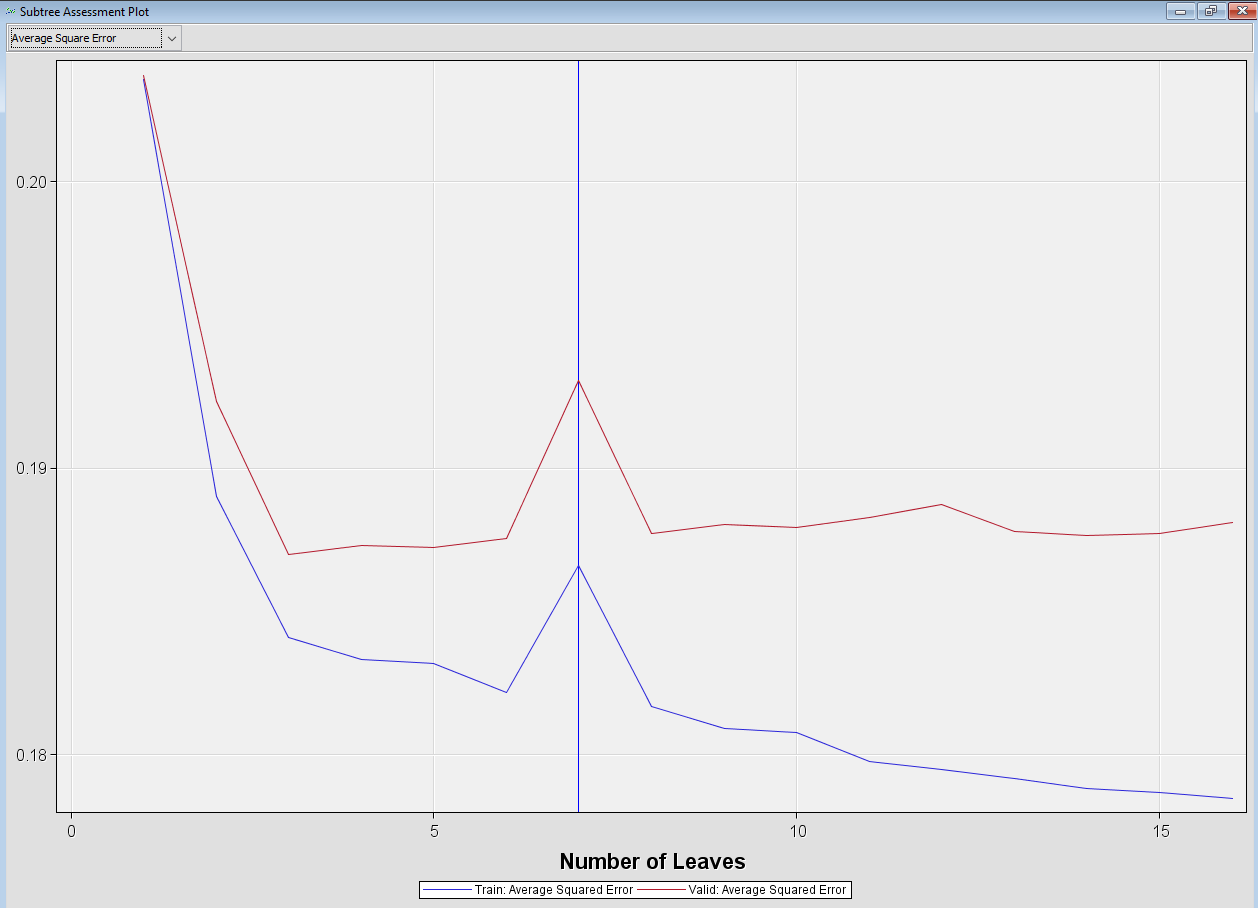 Subtree Assessment Plot
Average Square Error
0.20
0.19
0.18
0 5 10 15
Number of Leaves
Train: Average Squared Error Valid: Average Squared Error